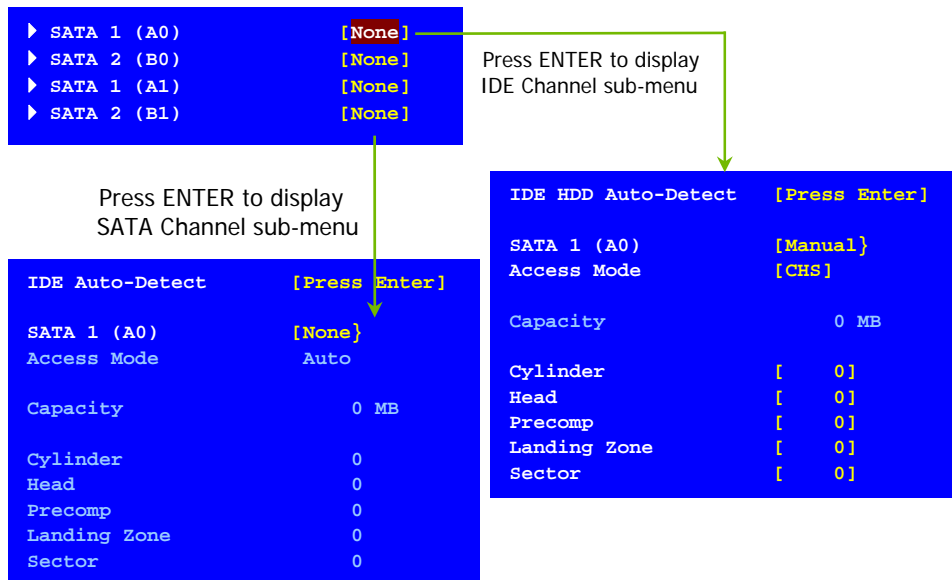 SATA 1 (A0) [None]
SATA 2 (B0) [None]
SATA 1 (A1) [None]
SATA 2 (B1) [None]
Press ENTER to display
IDE Channel sub-menu
Press ENTER to display
SATA Channel sub-menu
IDE HDD Auto-Detect [Press Enter]
SATA 1 (A0) [Manual}
Access Mode [CHS]
Capacity 0 MB
Cylinder [ 0]
Head [ 0]
Precomp [ 0]
Landing Zone [ 0]
Sector [ 0]
IDE Auto-Detect [Press Enter]
SATA 1 (A0) [None}
Access Mode Auto
Capacity 0 MB
Cylinder 0
Head 0
Precomp 0
Landing Zone 0
Sector 0